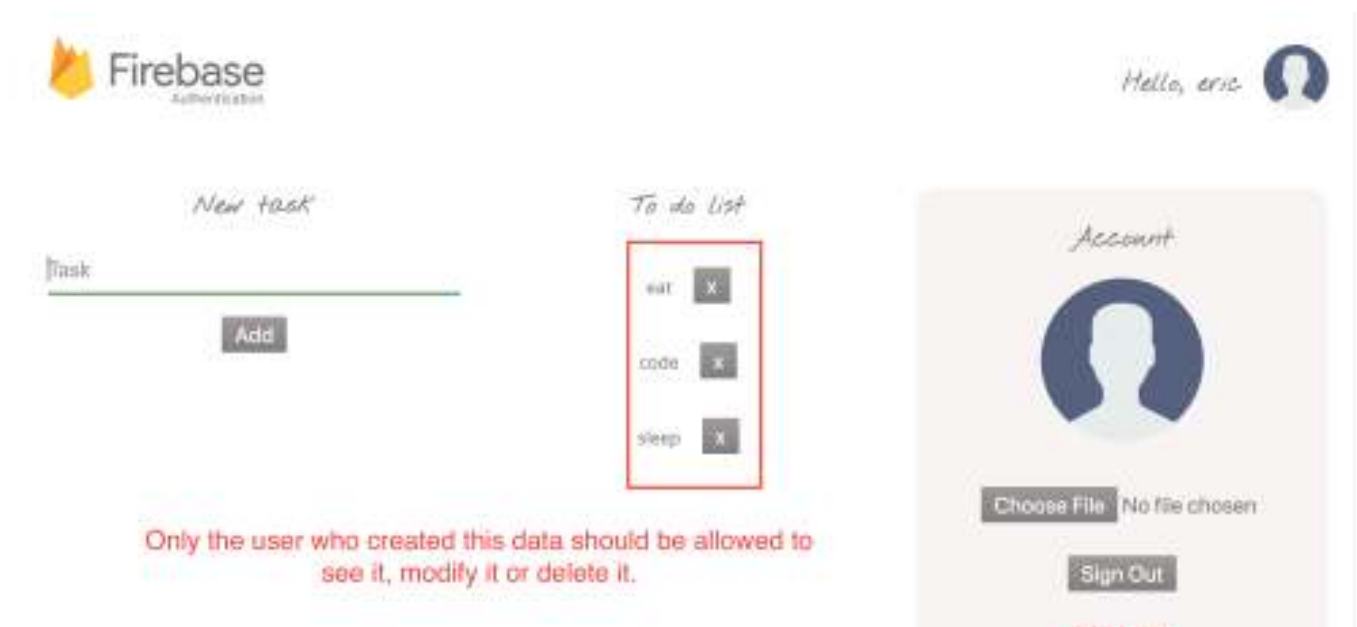 Firebase
Authentication
Hello, eric
New task
To do list
Account
Task
eat x
Add
code x
sleep x
Choose File No file chosen
Only the user who created this data should be allowed to
see it, modify it or delete it.
Sign Out